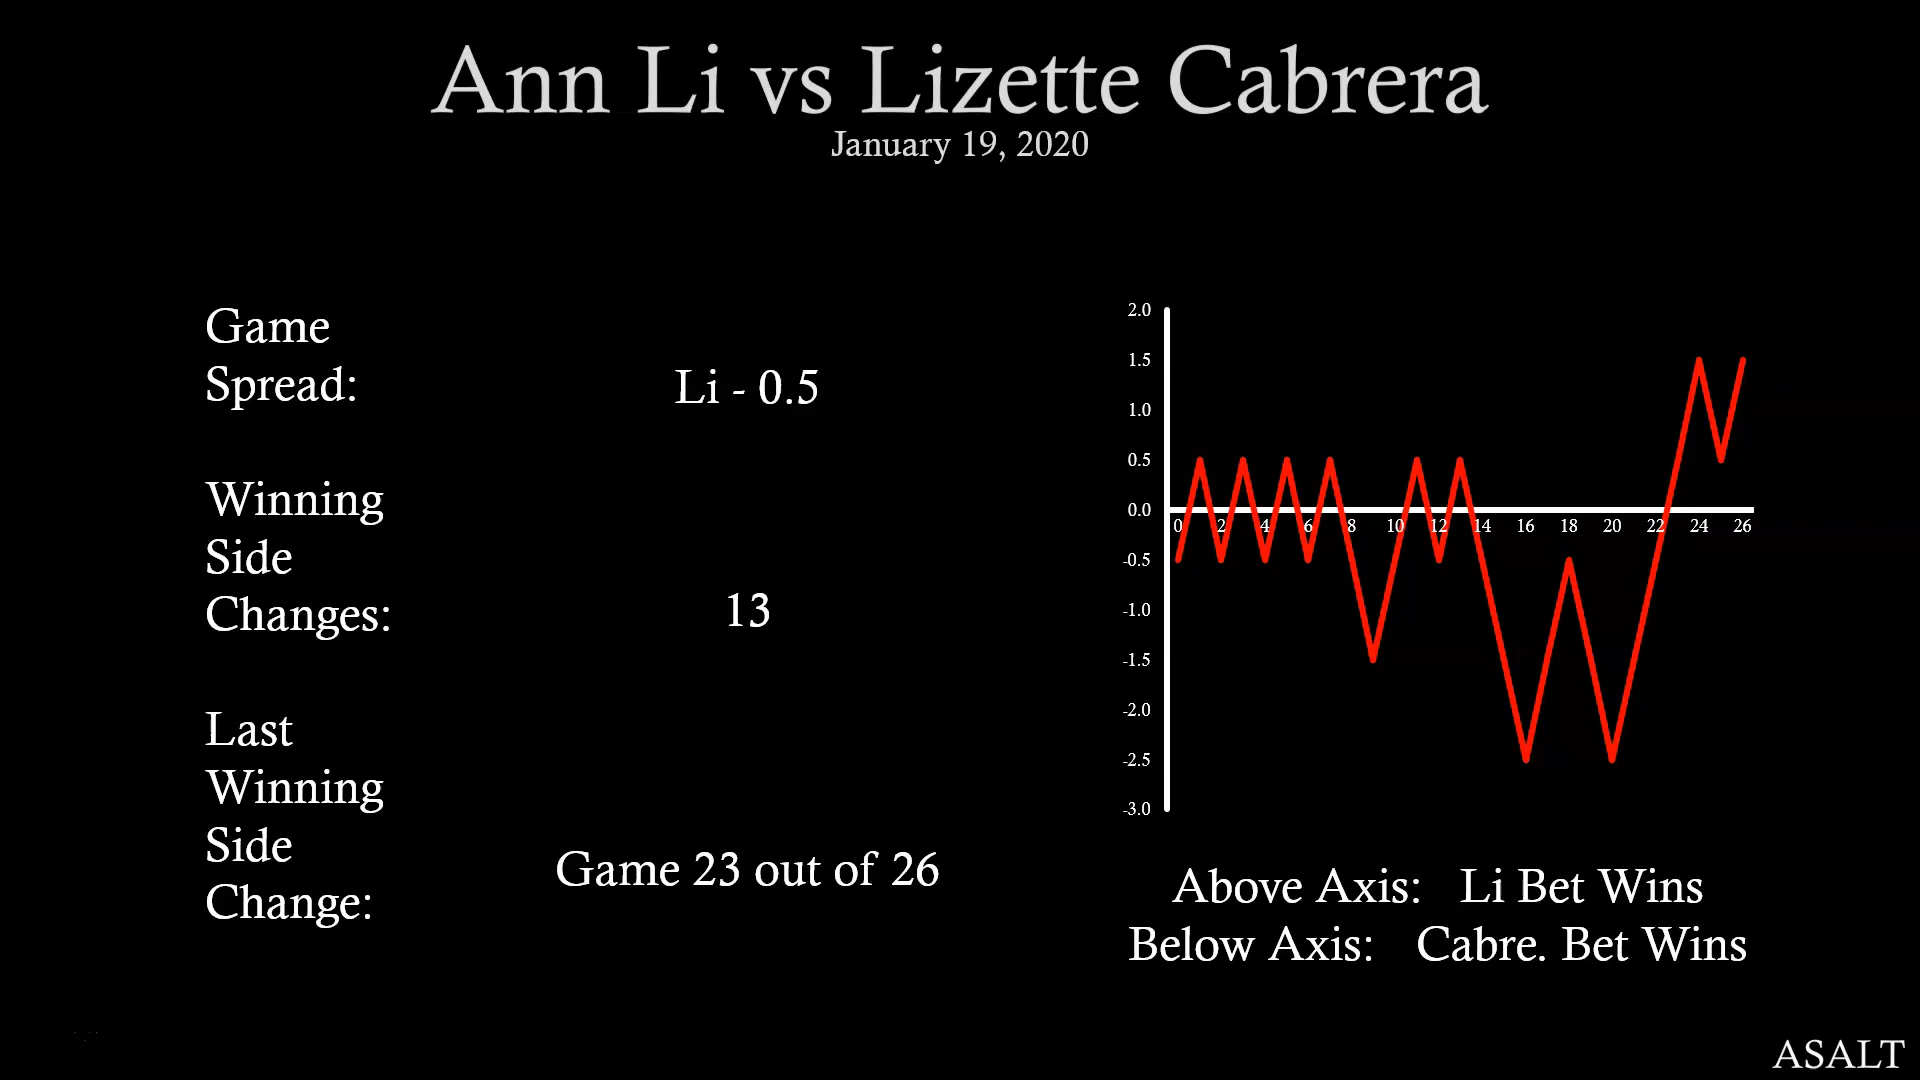 Ann Li vs Lizette Cabrera
January 19, 2020
Game
Spread:
Li - 0.5
Winning
Side
Changes:
13
Last
Winning
Side
Change:
Game 23 out of 26
2.0
1.5
1.0
0.5
0.0
-0.5
-1.0
-1.5
-2.0
-2.5
-3.0
0 2 4 6 8 10 12 14 16 18 20 22 24 26
Above Axis: Li Bet Wins
Below Axis: Cabre. Bet Wins
ASALT